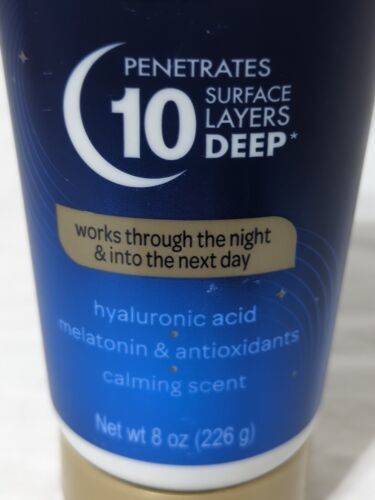 PENETRATES
10 SURFACE
LAYERS
DEEP*
works through the night
& into the next day
hyaluronic acid
melatonin & antioxidants
calming scent
Net wt 8 oz (226 g)